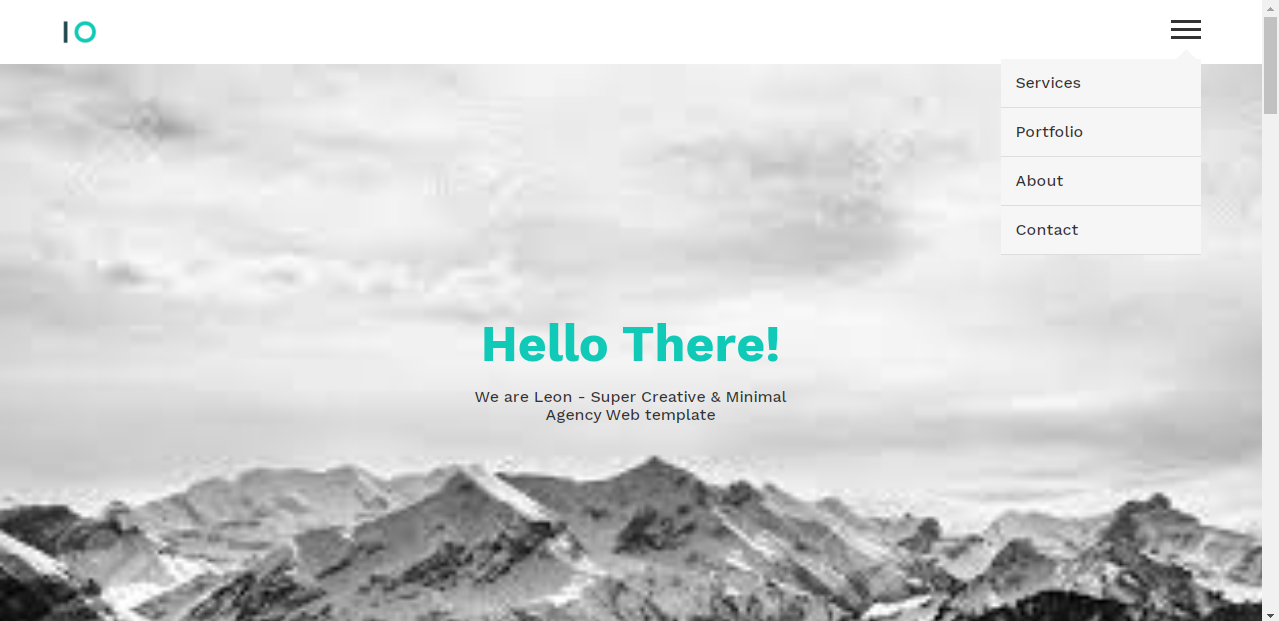 IO
Services
Portfolio
About
Contact
Hello There!
We are Leon - Super Creative & Minimal
Agency Web template